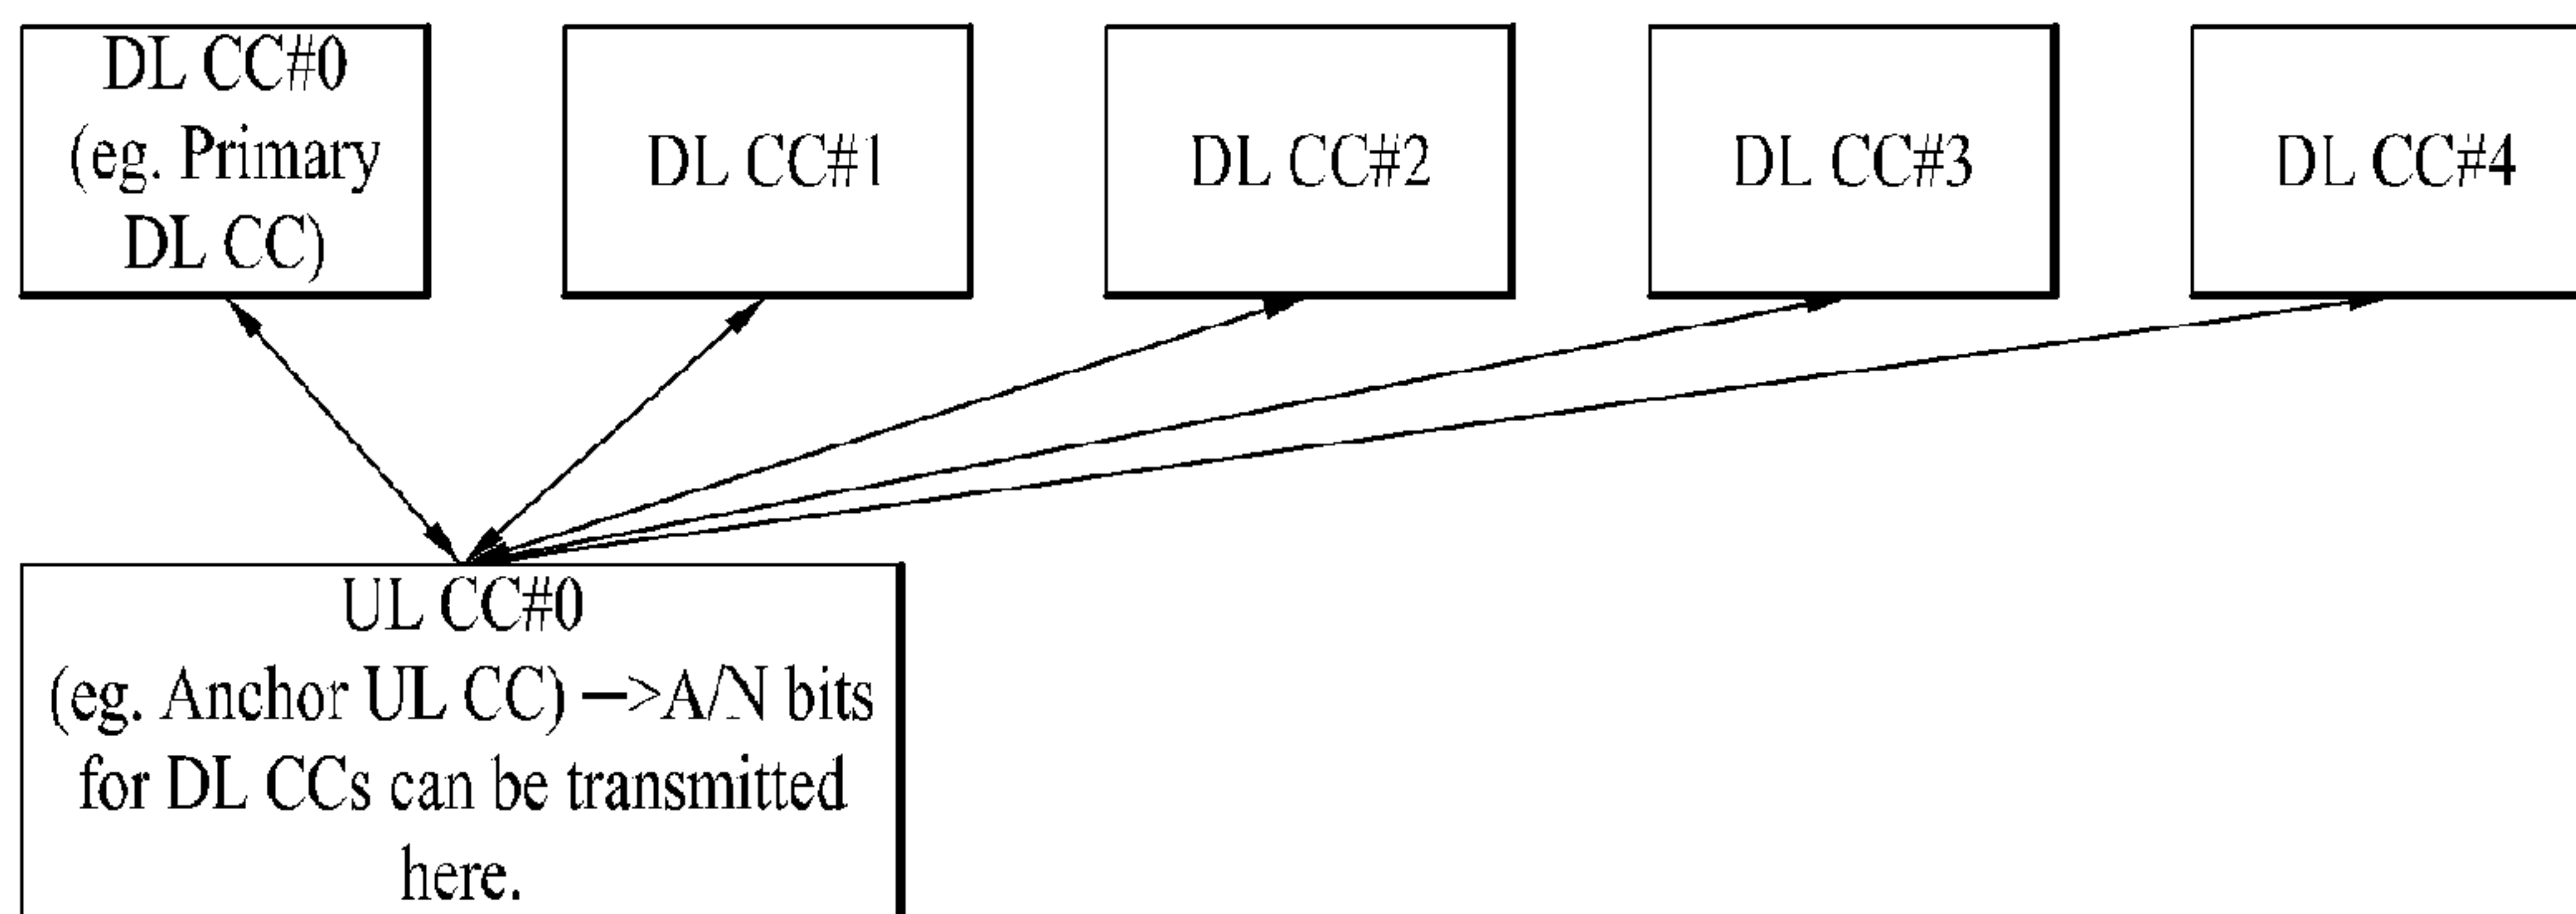 DL CC#0
(eg. Primary
DL CC)
DL CC#1
DL CC#2
DL CC#3
DL CC#4
UL CC#0
(eg. Anchor UL CC) —>A/N bits
for DL CCs can be transmitted
here.